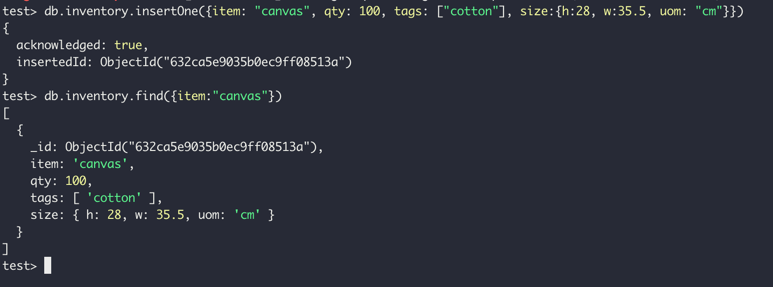 test> db.inventory.insertOne({item: "canvas", qty: 100, tags: ["cotton"], size:{h:28, w:35.5, uom: "cm"}})
{
  acknowledged: true,
  insertedId: ObjectId("632ca5e9035b0ec9ff08513a")
}
test> db.inventory.find({item:"canvas"})
[
  {
    _id: ObjectId("632ca5e9035b0ec9ff08513a"),
    item: 'canvas',
    qty: 100,
    tags: [ 'cotton' ],
    size: { h: 28, w: 35.5, uom: 'cm' }
  }
]
test>